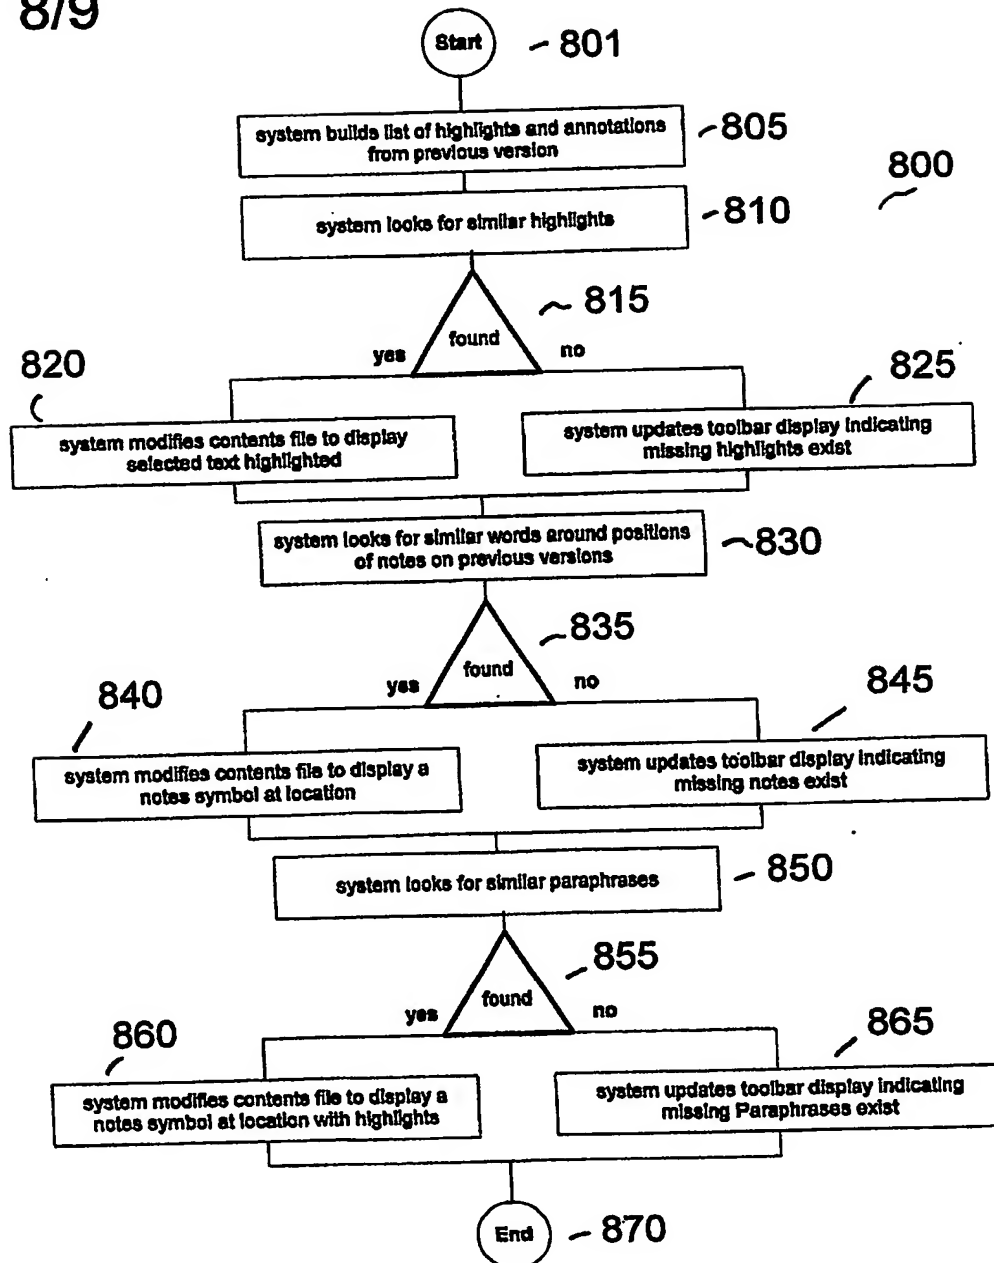 8/9
Start
801
system builds list of highlights and annotations
from previous version
805
800
system looks for similar highlights
810
815
found
yes
no
820
825
system modifies contents file to display
selected text highlighted
system updates toolbar display indicating
missing highlights exist
system looks for similar words around positions
of notes on previous versions
830
835
found
yes
no
840
845
system modifies contents file to display a
notes symbol at location
system updates toolbar display indicating
missing notes exist
system looks for similar paraphrases
850
855
found
yes
no
860
865
system modifies contents file to display a
notes symbol at location with highlights
system updates toolbar display indicating
missing Paraphrases exist
End
870